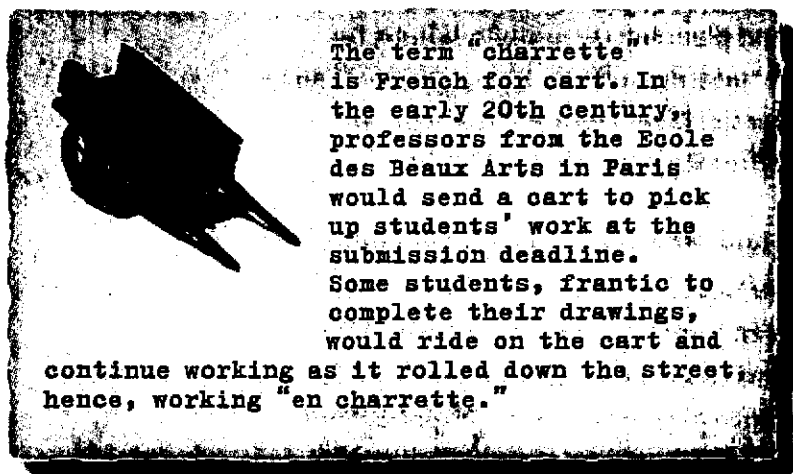 The term "charrette"
is French for cart. In
the early 20th century,
professors from the Ecole
des Beaux Arts in Paris
would send a cart to pick
up students' work at the
submission deadline.
Some students, frantic to
complete their drawings,
would ride on the cart and
continue working as it rolled down the street,
hence, working "en charrette."